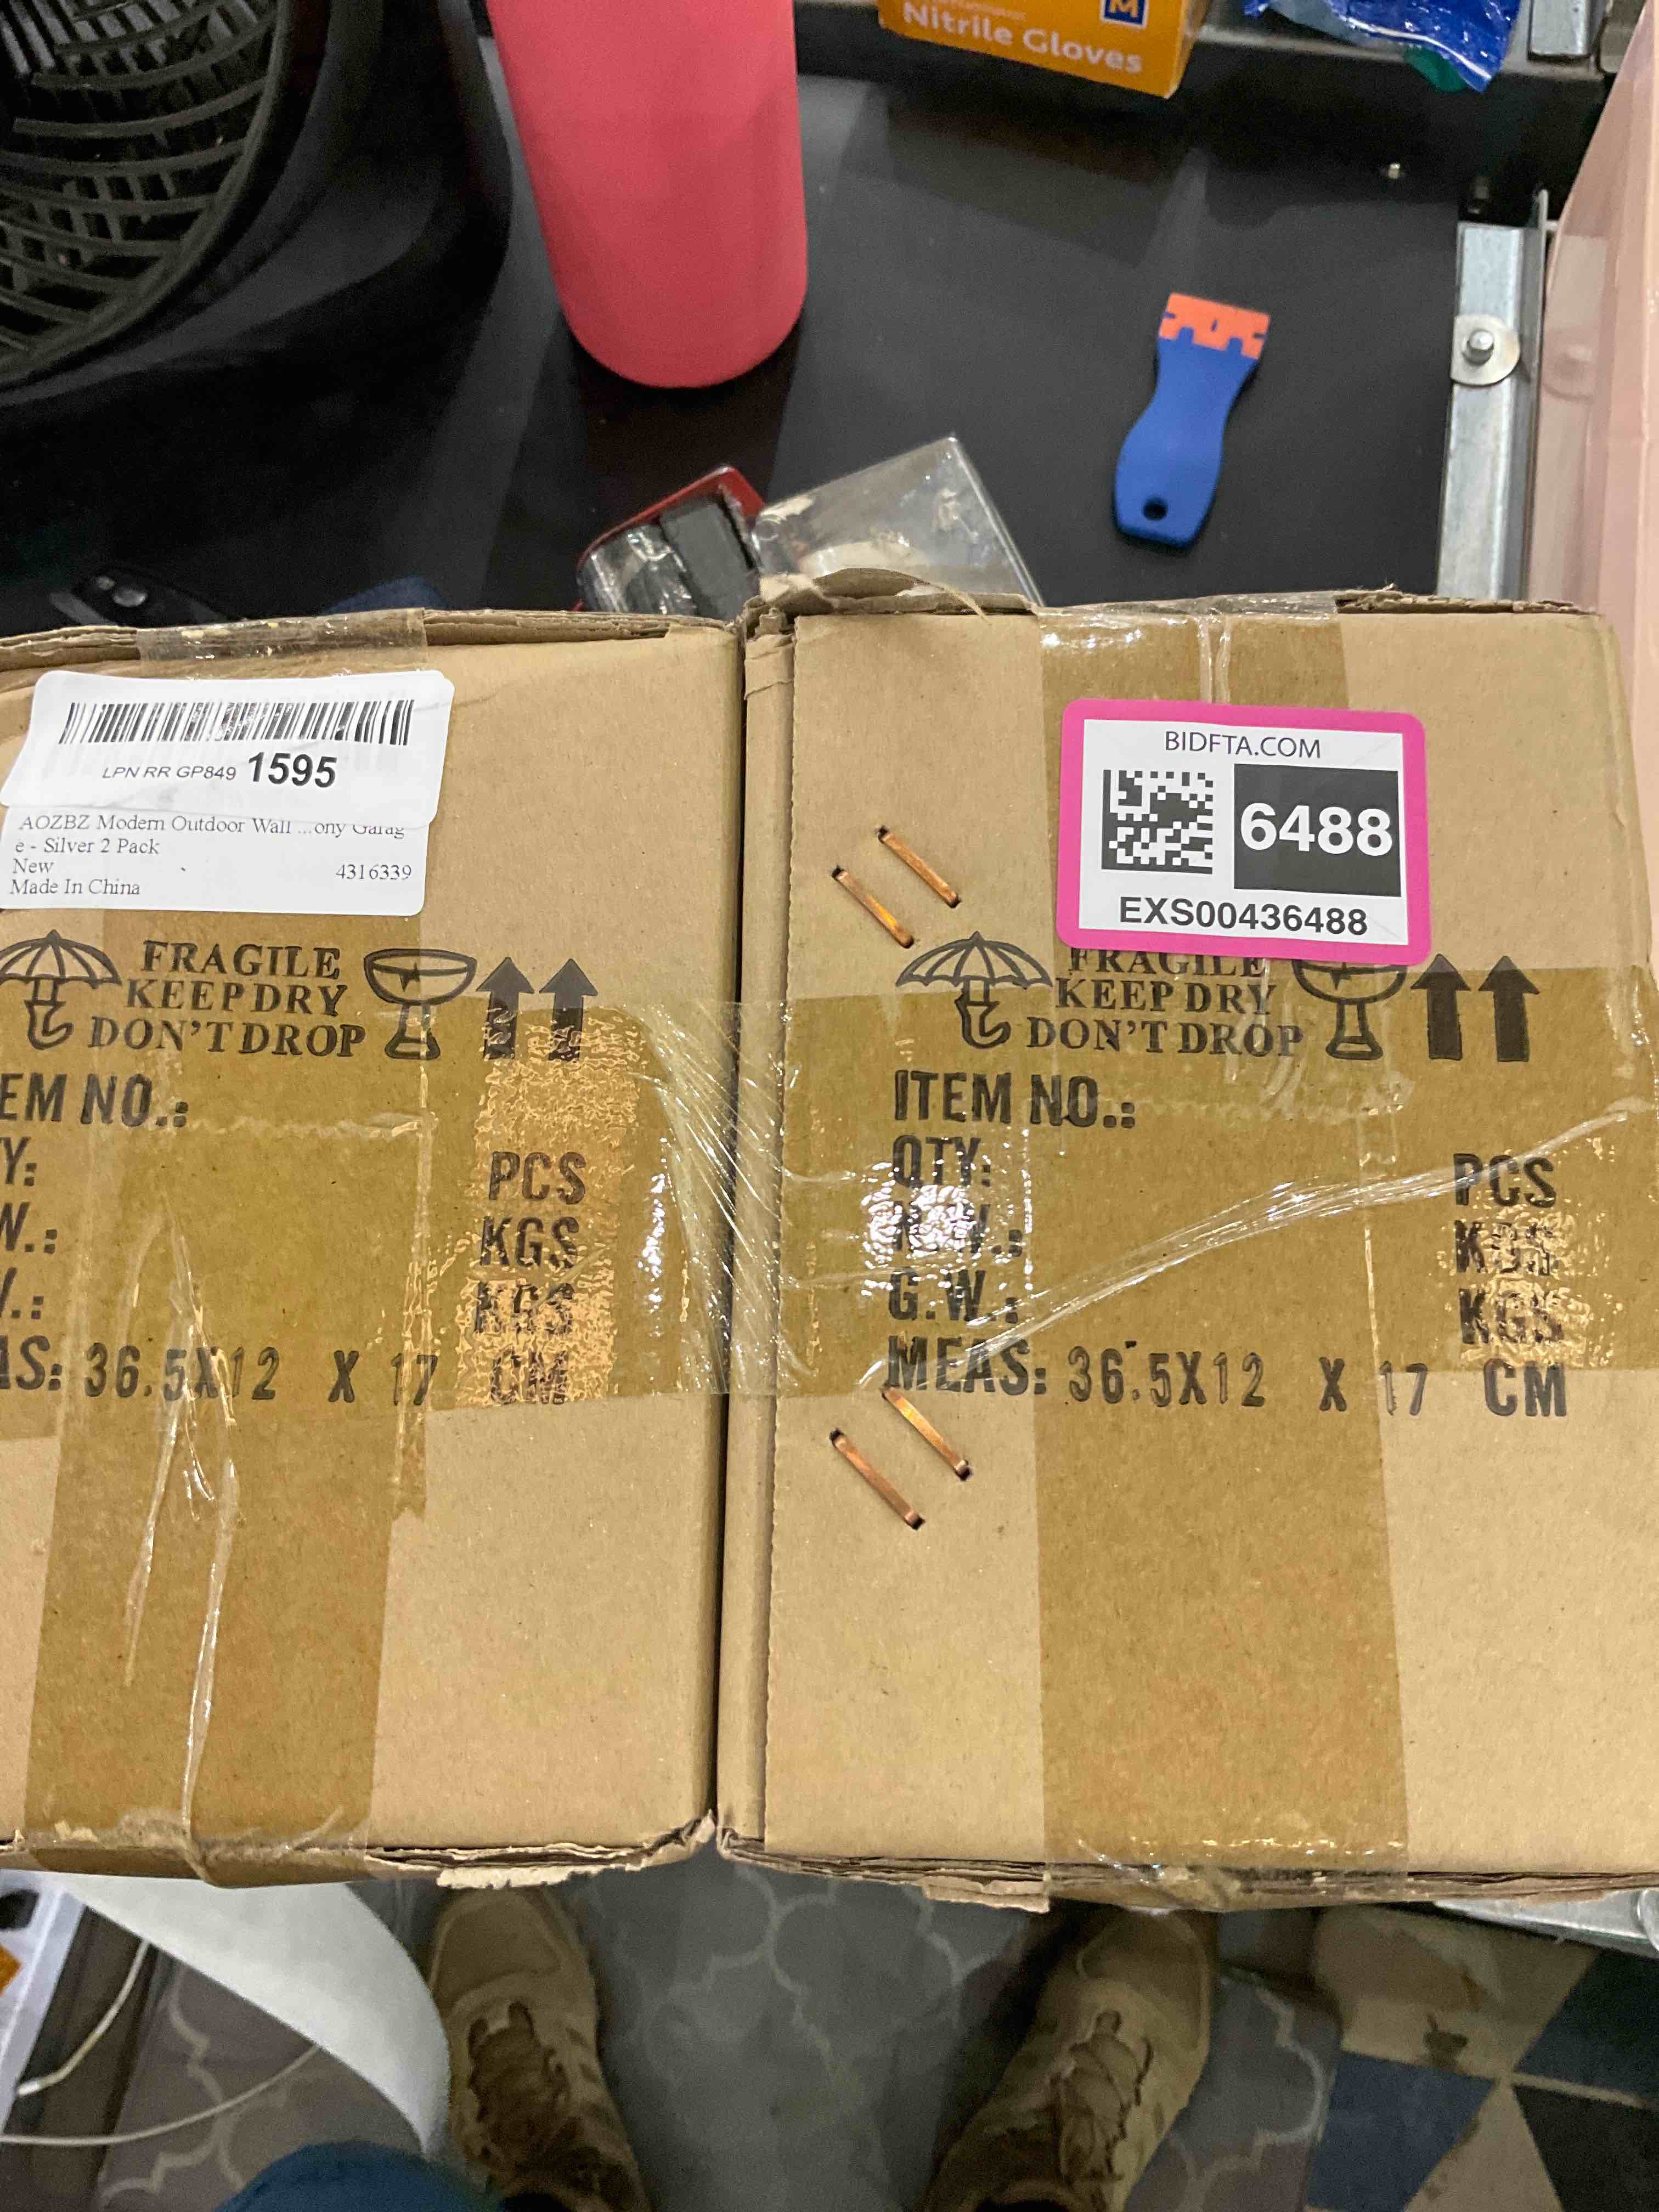 M
Nitrile Gloves
LPN RR GP849 1595
AOZBZ Modern Outdoor Wall ...ony Garag
e - Silver 2 Pack
New
4316339
Made In China
FRAGILE
KEEP DRY
DON'T DROP
EM NO.:
Y:
PCS
W.:
KGS
.:
KGS
AS: 36.5X12 X 17 CM
BIDFTA.COM
6488
EXS00436488
FRAGILE
KEEP DRY
DON'T DROP
ITEM NO.:
QTY:
PCS
N.W.:
KGS
G.W.:
KGS
MEAS: 36.5X12 X 17 CM